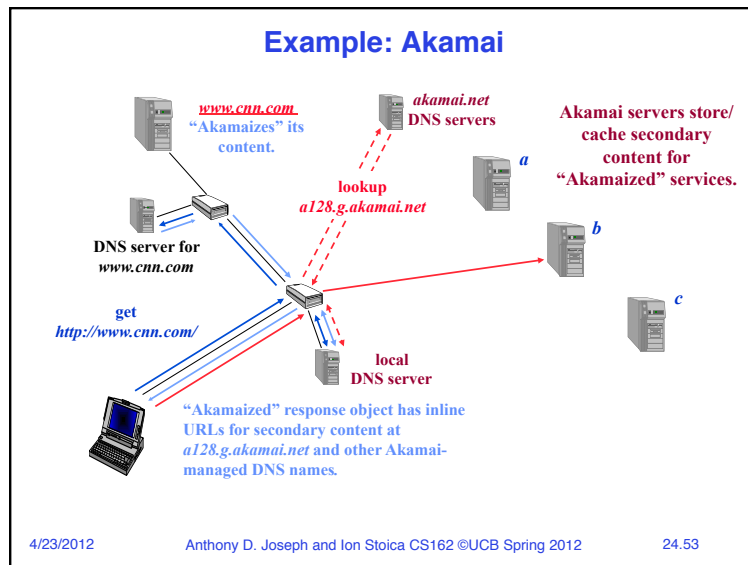 Example: Akamai
www.cnn.com
“Akamaizes” its
content.
akamai.net
DNS servers
Akamai servers store/
cache secondary
content for
“Akamaized” services.
a
lookup
a128.g.akamai.net
b
DNS server for
www.cnn.com
get
http://www.cnn.com/
c
local
DNS server
“Akamaized” response object has inline
URLs for secondary content at
a128.g.akamai.net and other Akamai-
managed DNS names.
4/23/2012
Anthony D. Joseph and Ion Stoica CS162 ©UCB Spring 2012
24.53